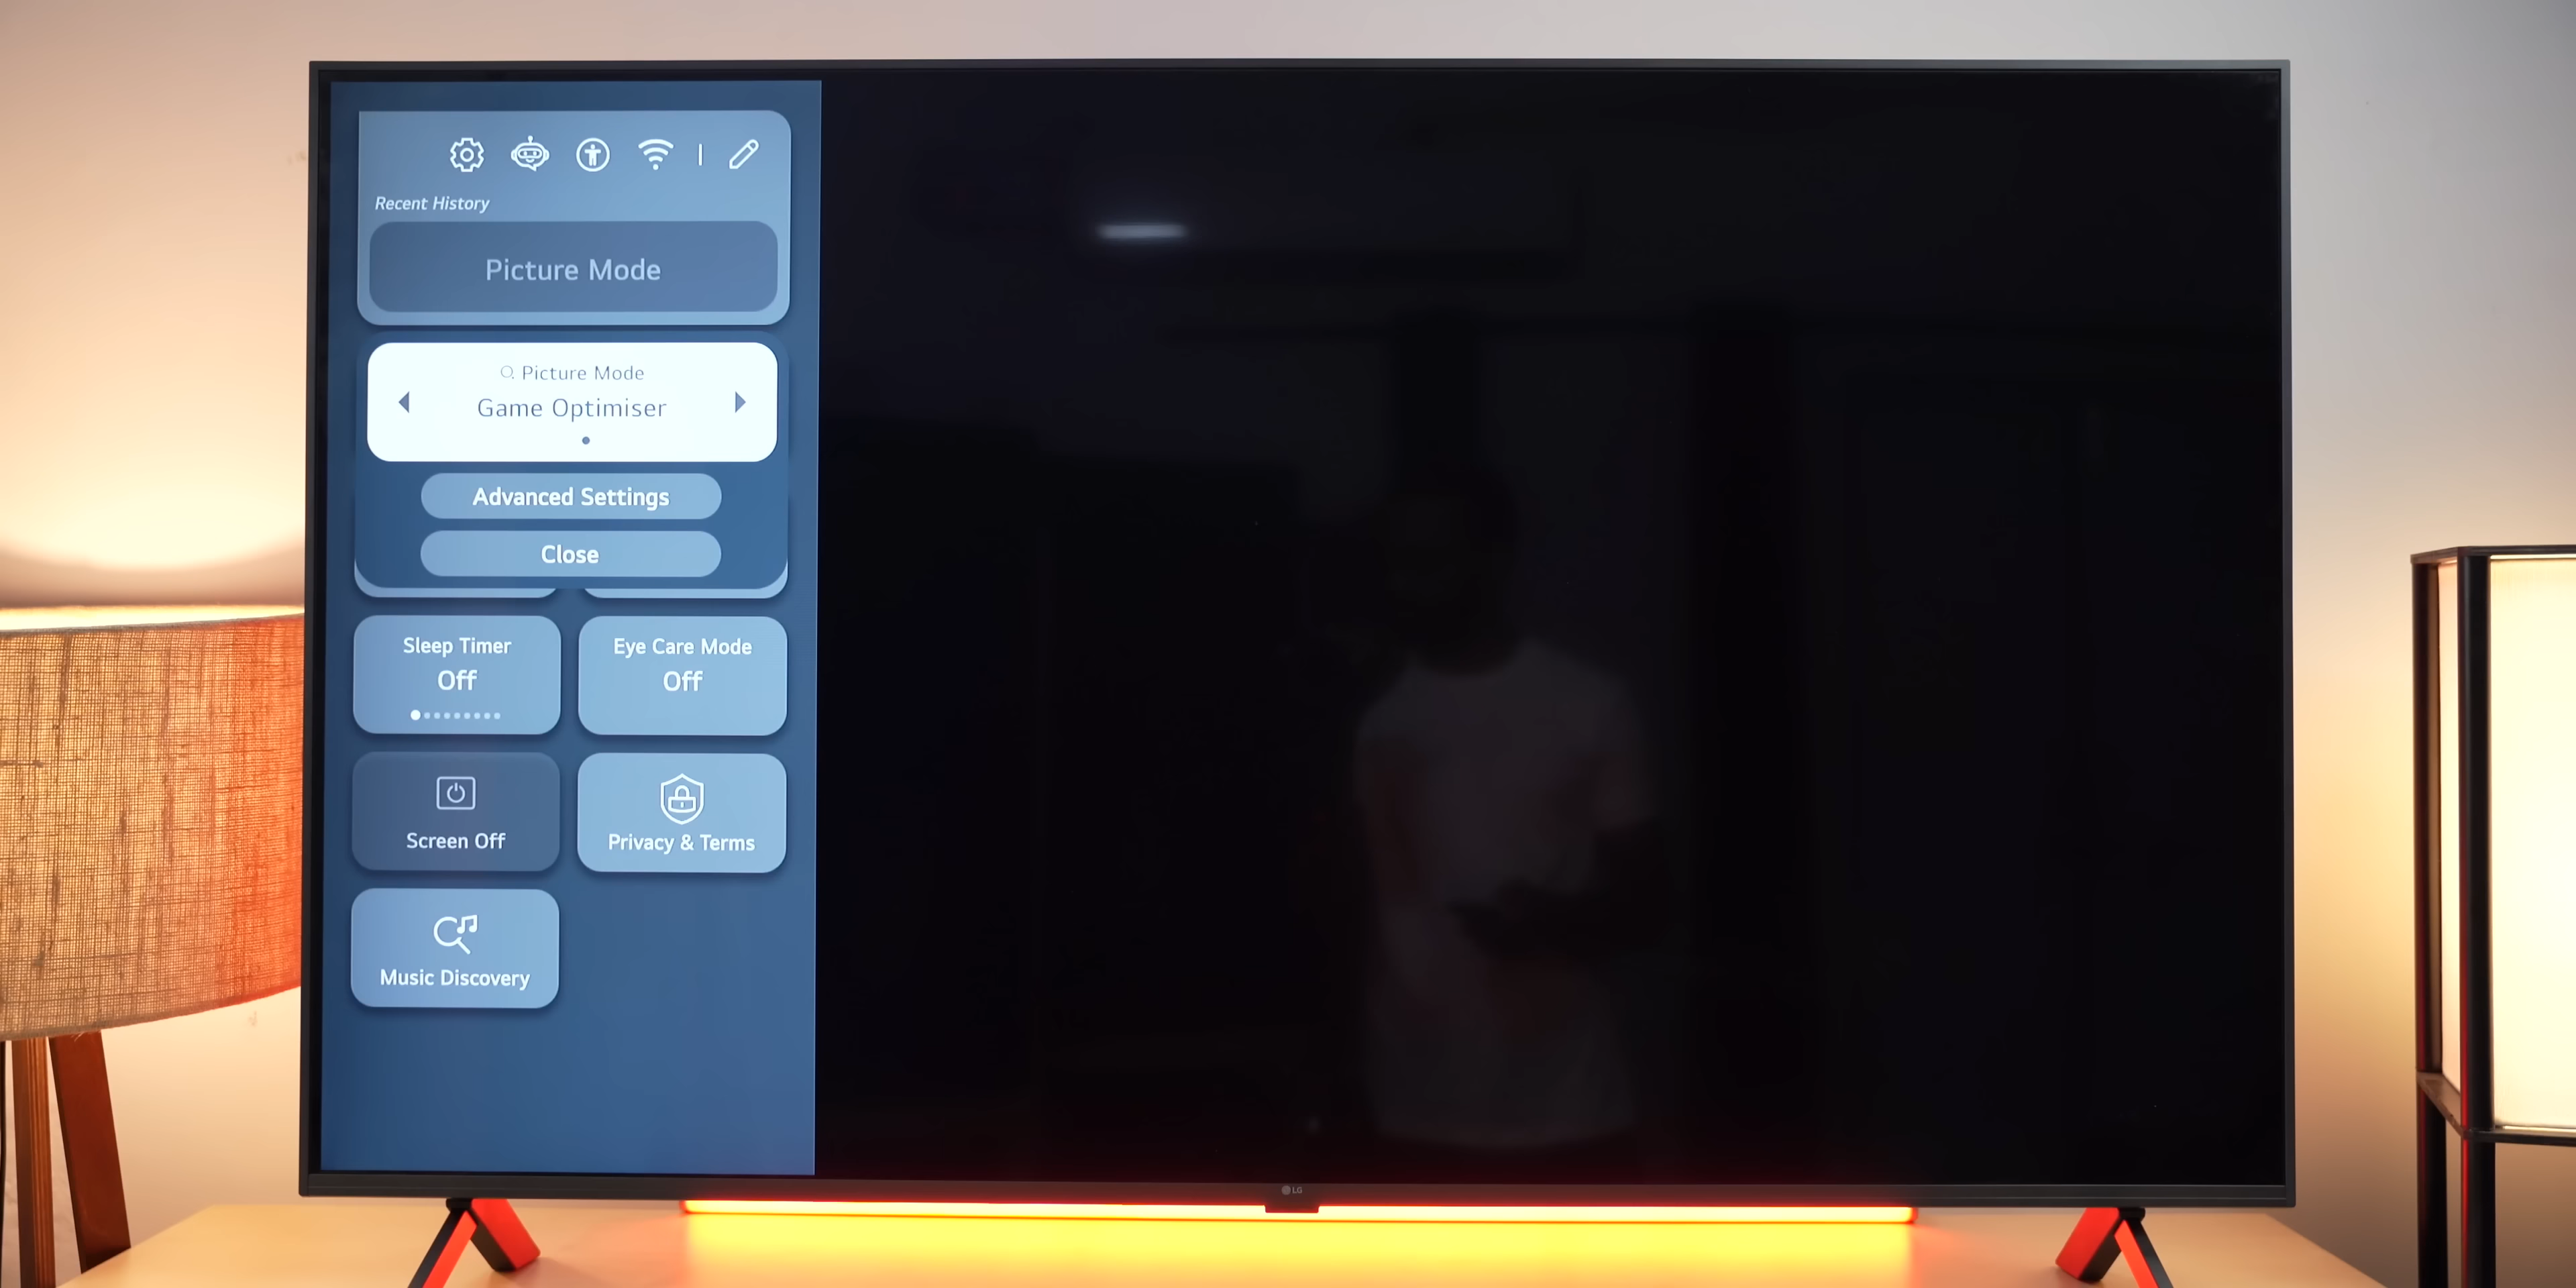 Recent History
Picture Mode
Picture Mode
Game Optimiser
Advanced Settings
Close
Sleep Timer
Off
Eye Care Mode
Off
Screen Off
Privacy & Terms
Music Discovery
LG